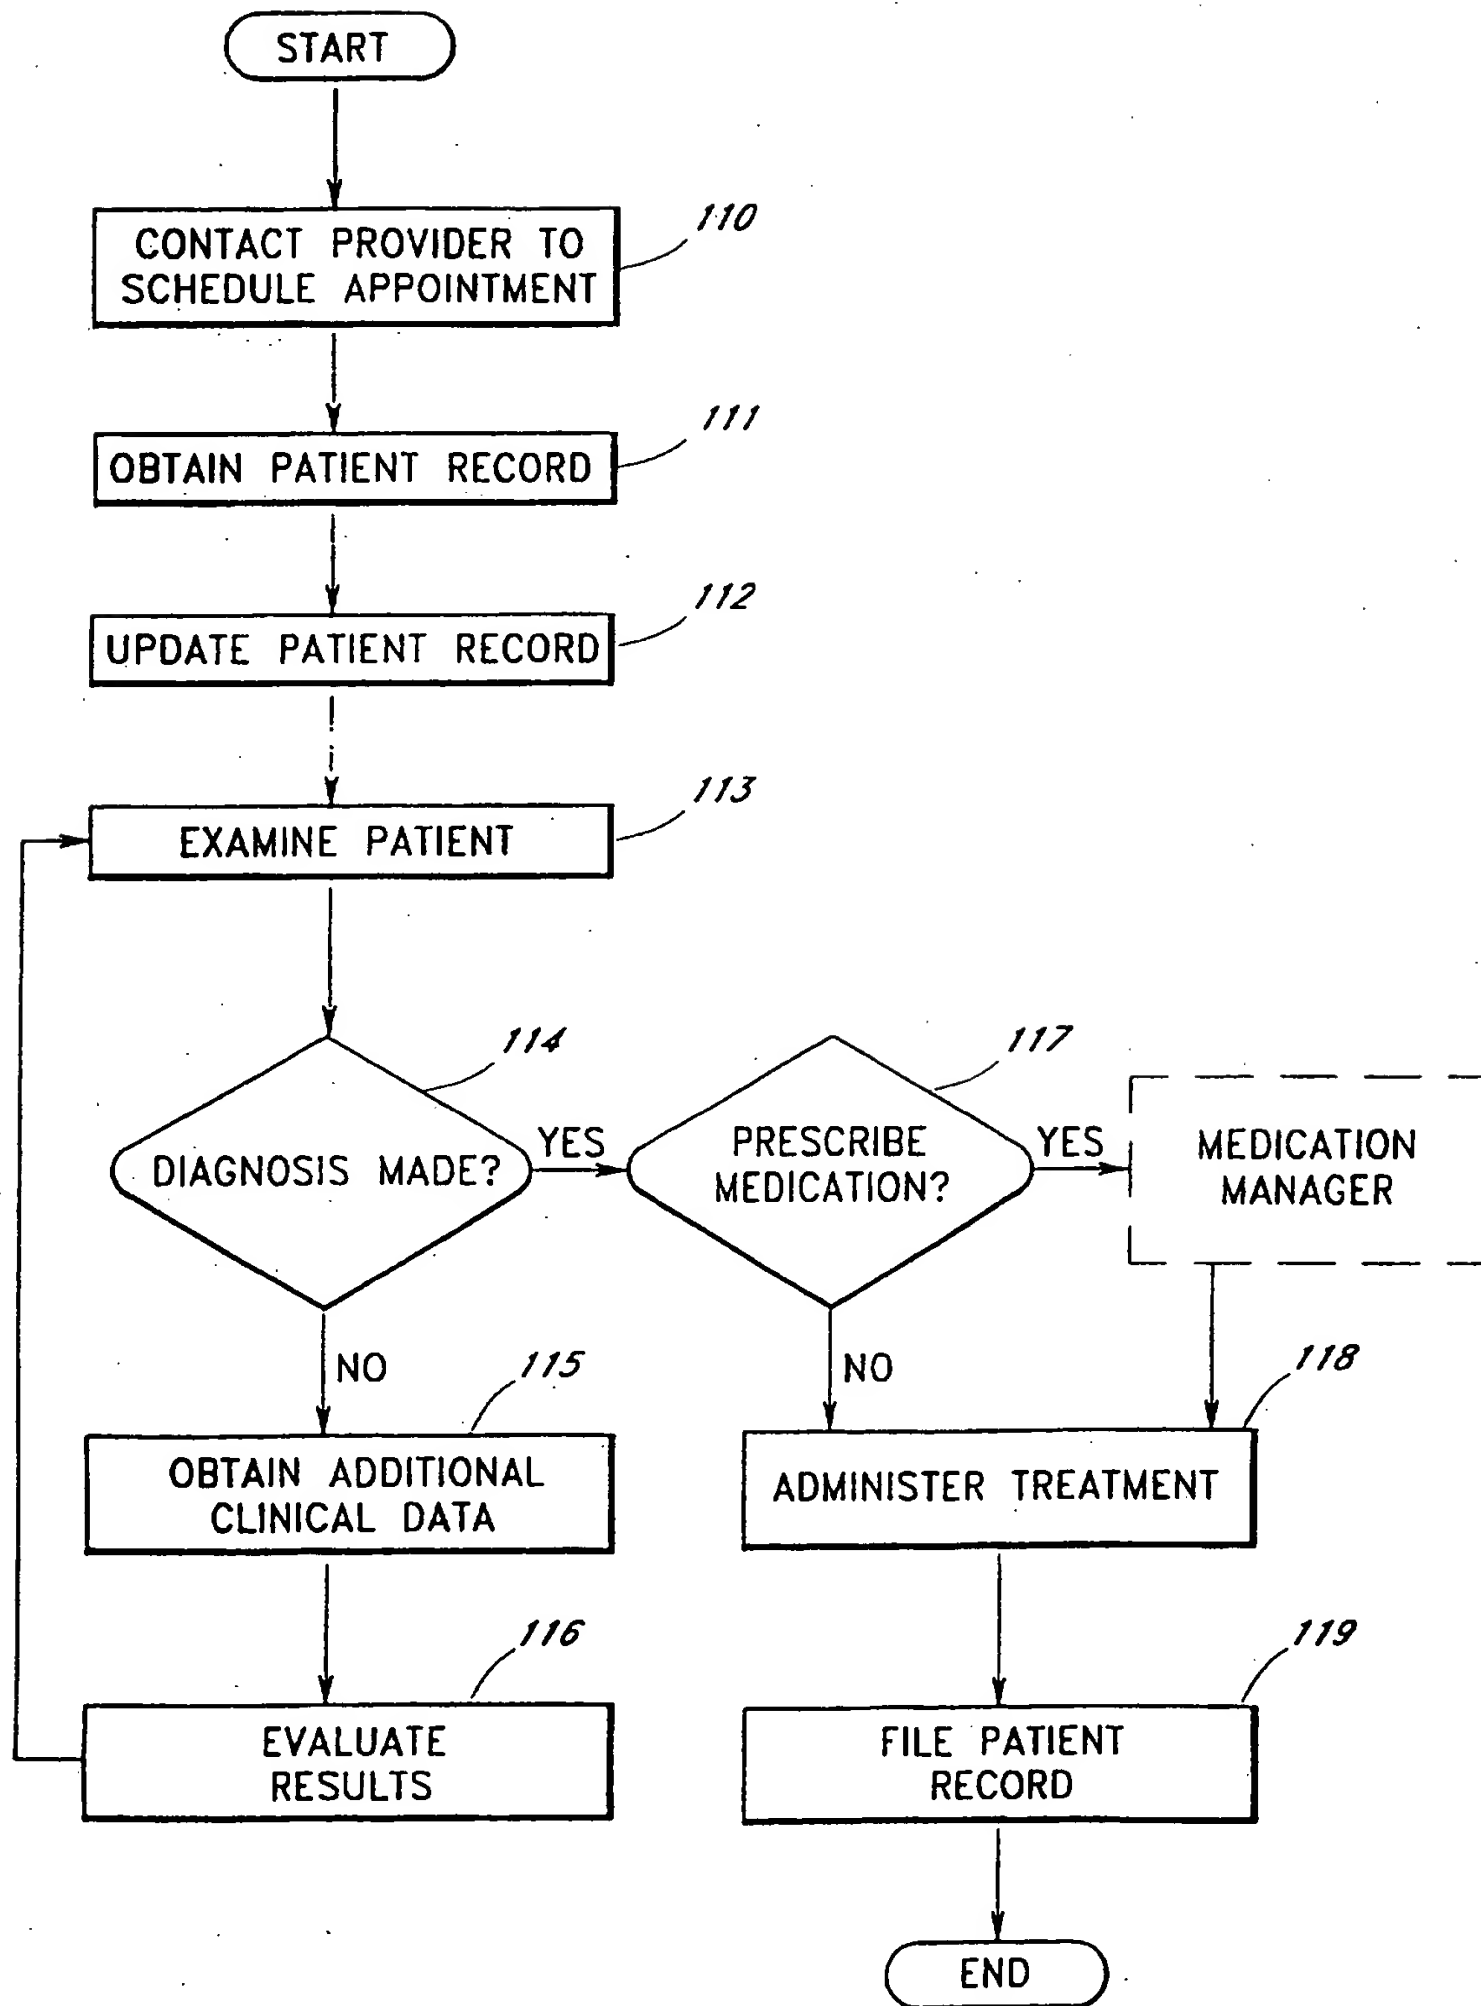 START
CONTACT PROVIDER TO
SCHEDULE APPOINTMENT
110
OBTAIN PATIENT RECORD
111
UPDATE PATIENT RECORD
112
EXAMINE PATIENT
113
DIAGNOSIS MADE?
114
YES
PRESCRIBE
MEDICATION?
117
YES
MEDICATION
MANAGER
NO
115
OBTAIN ADDITIONAL
CLINICAL DATA
NO
118
ADMINISTER TREATMENT
116
EVALUATE
RESULTS
119
FILE PATIENT
RECORD
END